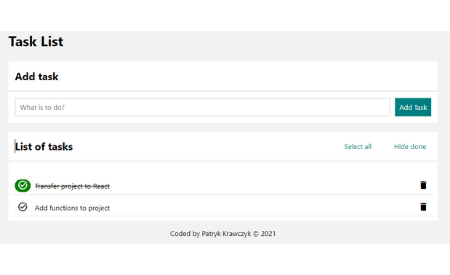 Task List
Add task
What is to do?
Add Task
List of tasks
Select all
Hide done
Transfer project to React
Add functions to project
Coded by Patryk Krawczyk © 2021